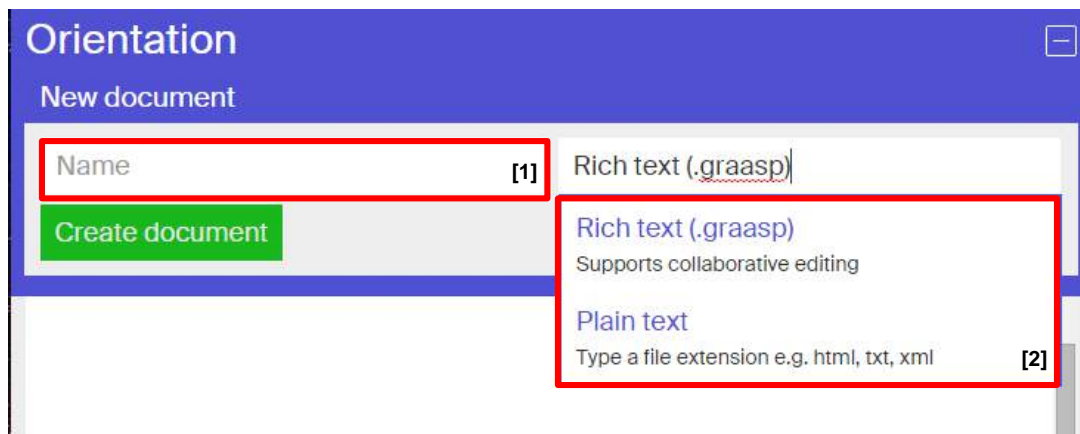 Orientation
New document
Name [1] Rich text (.graasp)
Create document
Rich text (.graasp)
Supports collaborative editing
Plain text
Type a file extension e.g. html, txt, xml [2]